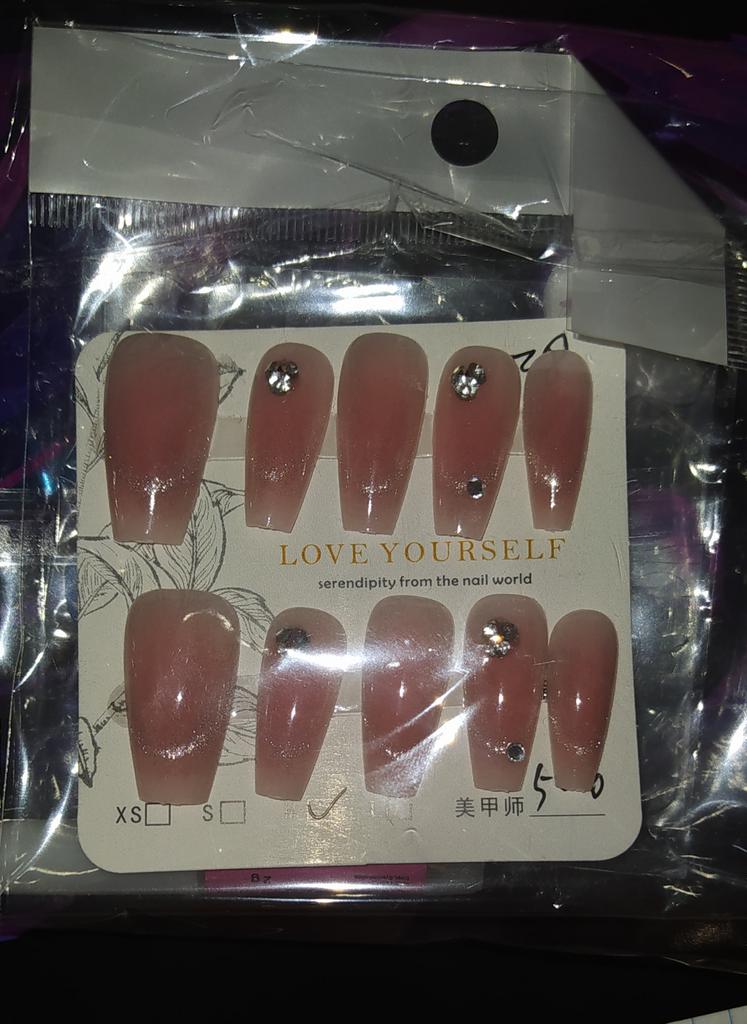 LOVE YOURSELF
serendipity from the nail world
XS S 美甲师